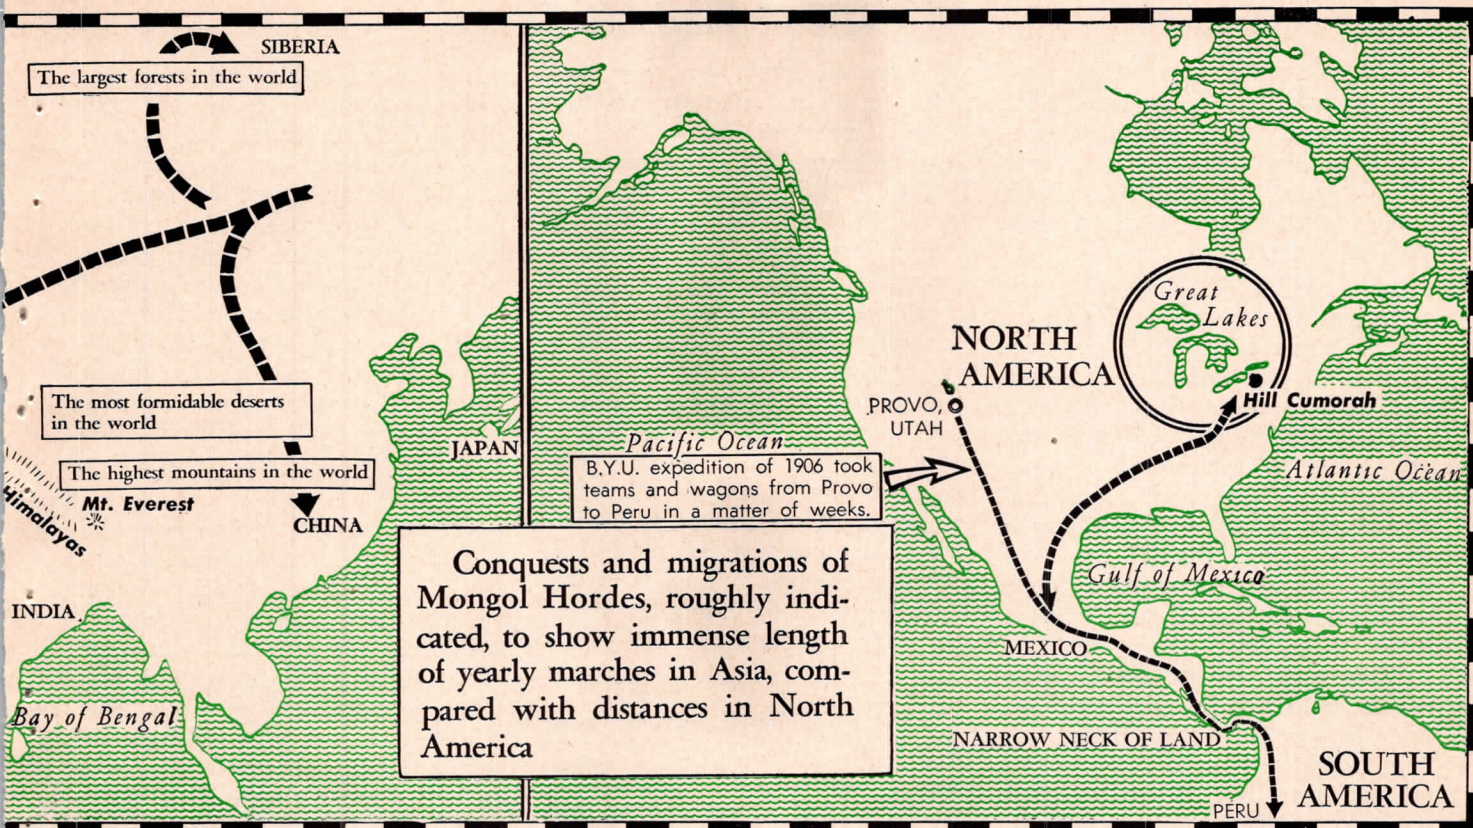 SIBERIA
The largest forests in the world
The most formidable deserts
in the world
The highest mountains in the world
Mt. Everest
Himalayas
CHINA
JAPAN
INDIA
Bay of Bengal
Pacific Ocean
B.Y.U. expedition of 1906 took
teams and wagons from Provo
to Peru in a matter of weeks.
Conquests and migrations of
Mongol Hordes, roughly indi-
cated, to show immense length
of yearly marches in Asia, com-
pared with distances in North
America
Great
Lakes
NORTH
AMERICA
PROVO,
UTAH
Hill Cumorah
Atlantic Ocean
Gulf of Mexico
MEXICO
NARROW NECK OF LAND
SOUTH
AMERICA
PERU